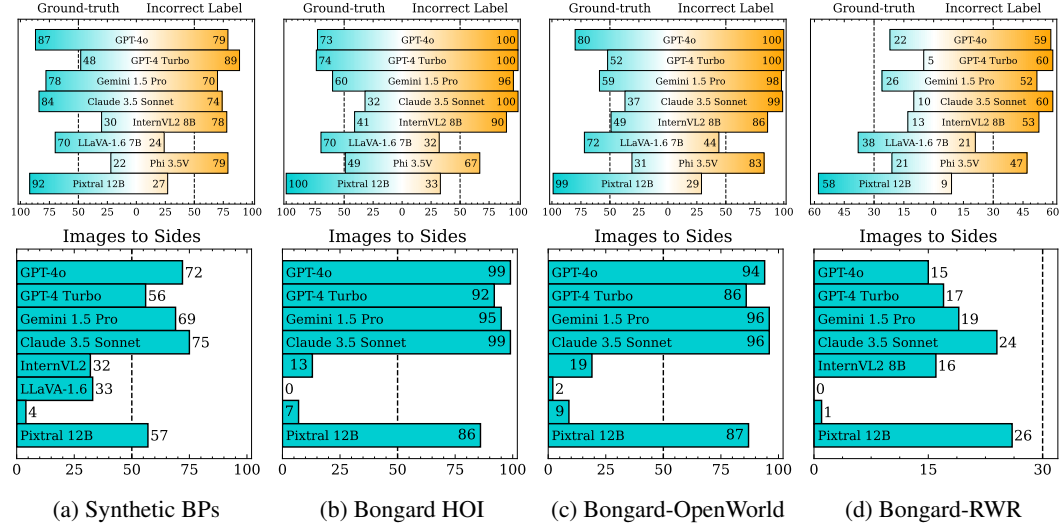 Ground-truth Incorrect Label
87 GPT-4o 79
48 GPT-4 Turbo 89
78 Gemini 1.5 Pro 70
84 Claude 3.5 Sonnet 74
30 InternVL2 8B 78
70 LLaVA-1.6 7B 24
22 Phi 3.5V 79
92 Pixtral 12B 27
100 75 50 25 0 25 50 75 100
Ground-truth Incorrect Label
73 GPT-4o 100
74 GPT-4 Turbo 100
60 Gemini 1.5 Pro 96
32 Claude 3.5 Sonnet 100
41 InternVL2 8B 90
70 LLaVA-1.6 7B 32
49 Phi 3.5V 67
100 Pixtral 12B 33
100 75 50 25 0 25 50 75 100
Ground-truth Incorrect Label
80 GPT-4o 100
52 GPT-4 Turbo 100
59 Gemini 1.5 Pro 98
37 Claude 3.5 Sonnet 99
49 InternVL2 8B 86
72 LLaVA-1.6 7B 44
31 Phi 3.5V 83
99 Pixtral 12B 29
100 75 50 25 0 25 50 75 100
Ground-truth Incorrect Label
22 GPT-4o 59
5 GPT-4 Turbo 60
26 Gemini 1.5 Pro 52
10 Claude 3.5 Sonnet 60
13 InternVL2 8B 53
38 LLaVA-1.6 7B 21
21 Phi 3.5V 47
58 Pixtral 12B 9
60 45 30 15 0 15 30 45 60
Images to Sides
GPT-4o 72
GPT-4 Turbo 56
Gemini 1.5 Pro 69
Claude 3.5 Sonnet 75
InternVL2 32
LLaVA-1.6 33
4
Pixtral 12B 57
0 25 50 75 100
(a) Synthetic BPs
Images to Sides
GPT-4o 99
GPT-4 Turbo 92
Gemini 1.5 Pro 95
Claude 3.5 Sonnet 99
13
0
7
Pixtral 12B 86
0 25 50 75 100
(b) Bongard HOI
Images to Sides
GPT-4o 94
GPT-4 Turbo 86
Gemini 1.5 Pro 96
Claude 3.5 Sonnet 96
19
2
9
Pixtral 12B 87
0 25 50 75 100
(c) Bongard-OpenWorld
Images to Sides
GPT-4o 15
GPT-4 Turbo 17
Gemini 1.5 Pro 19
Claude 3.5 Sonnet 24
InternVL2 8B 16
0
1
Pixtral 12B 26
0 15 30
(d) Bongard-RWR